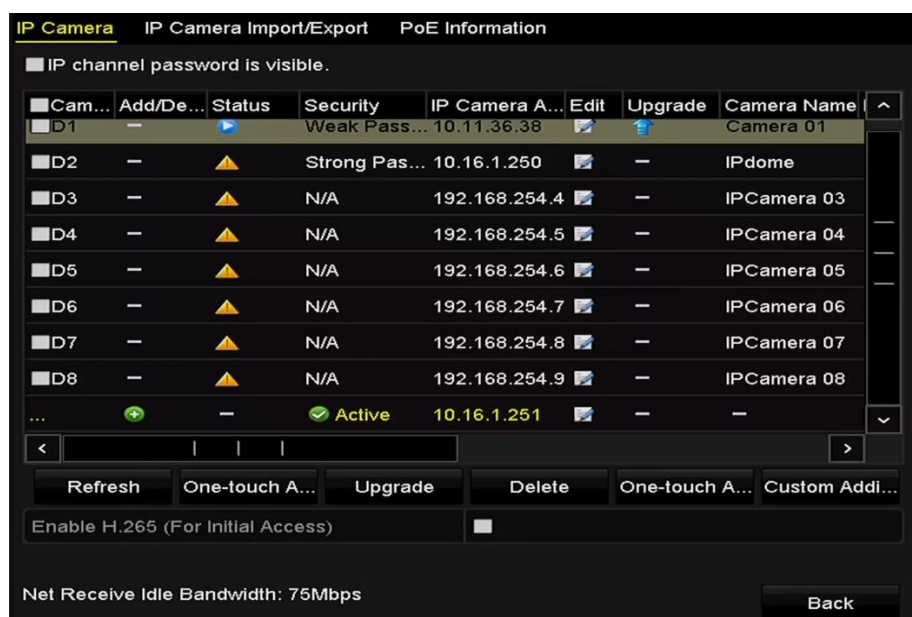 IP Camera IP Camera Import/Export PoE Information
IP channel password is visible.
Cam... Add/De... Status Security IP Camera A... Edit Upgrade Camera Name
D1 — Weak Pass... 10.11.36.38 Camera 01
D2 — Strong Pas... 10.16.1.250 — IPdome
D3 — N/A 192.168.254.4 — IPCamera 03
D4 — N/A 192.168.254.5 — IPCamera 04
D5 — N/A 192.168.254.6 — IPCamera 05
D6 — N/A 192.168.254.7 — IPCamera 06
D7 — N/A 192.168.254.8 — IPCamera 07
D8 — N/A 192.168.254.9 — IPCamera 08
... — Active 10.16.1.251 — —
Refresh One-touch A... Upgrade Delete One-touch A... Custom Addi...
Enable H.265 (For Initial Access)
Net Receive Idle Bandwidth: 75Mbps
Back